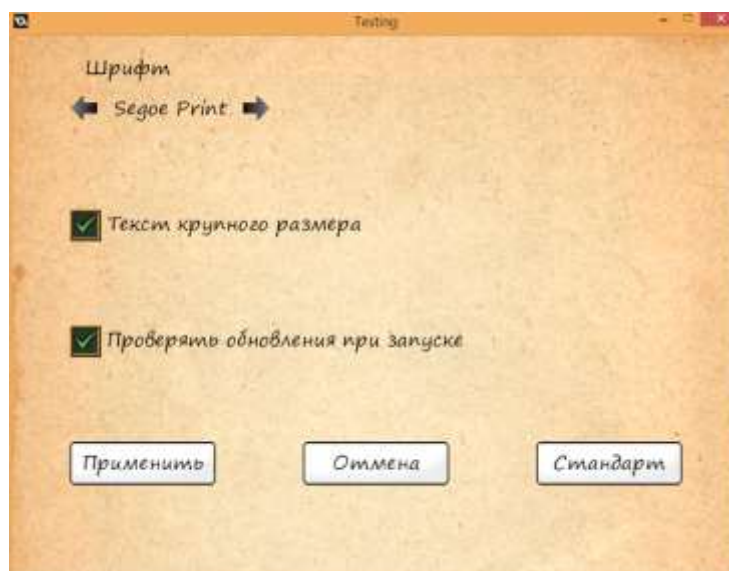 Testing
Шрифт
Segoe Print
Текст крупного размера
Проверять обновления при запуске
Применить Отмена Стандарт